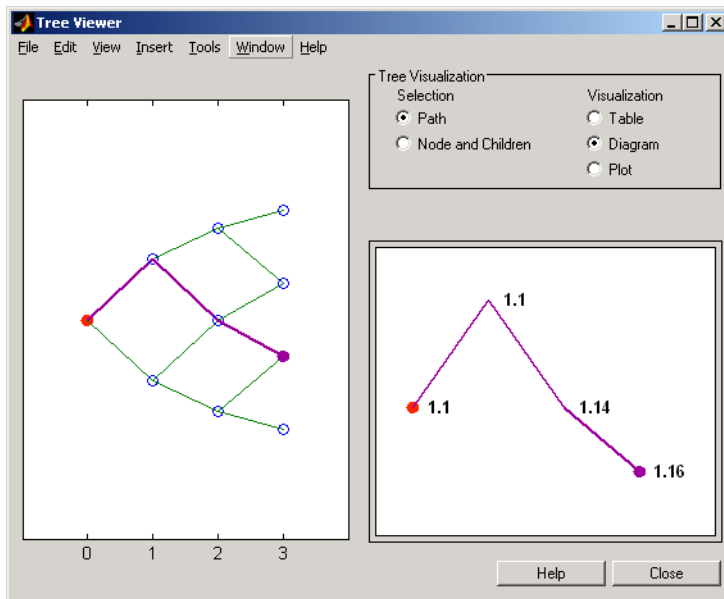 Tree Viewer
File Edit View Insert Tools Window Help
Tree Visualization
Selection
Path
Node and Children
Visualization
Table
Diagram
Plot
0 1 2 3
1.1
1.1
1.14
1.16
Help Close